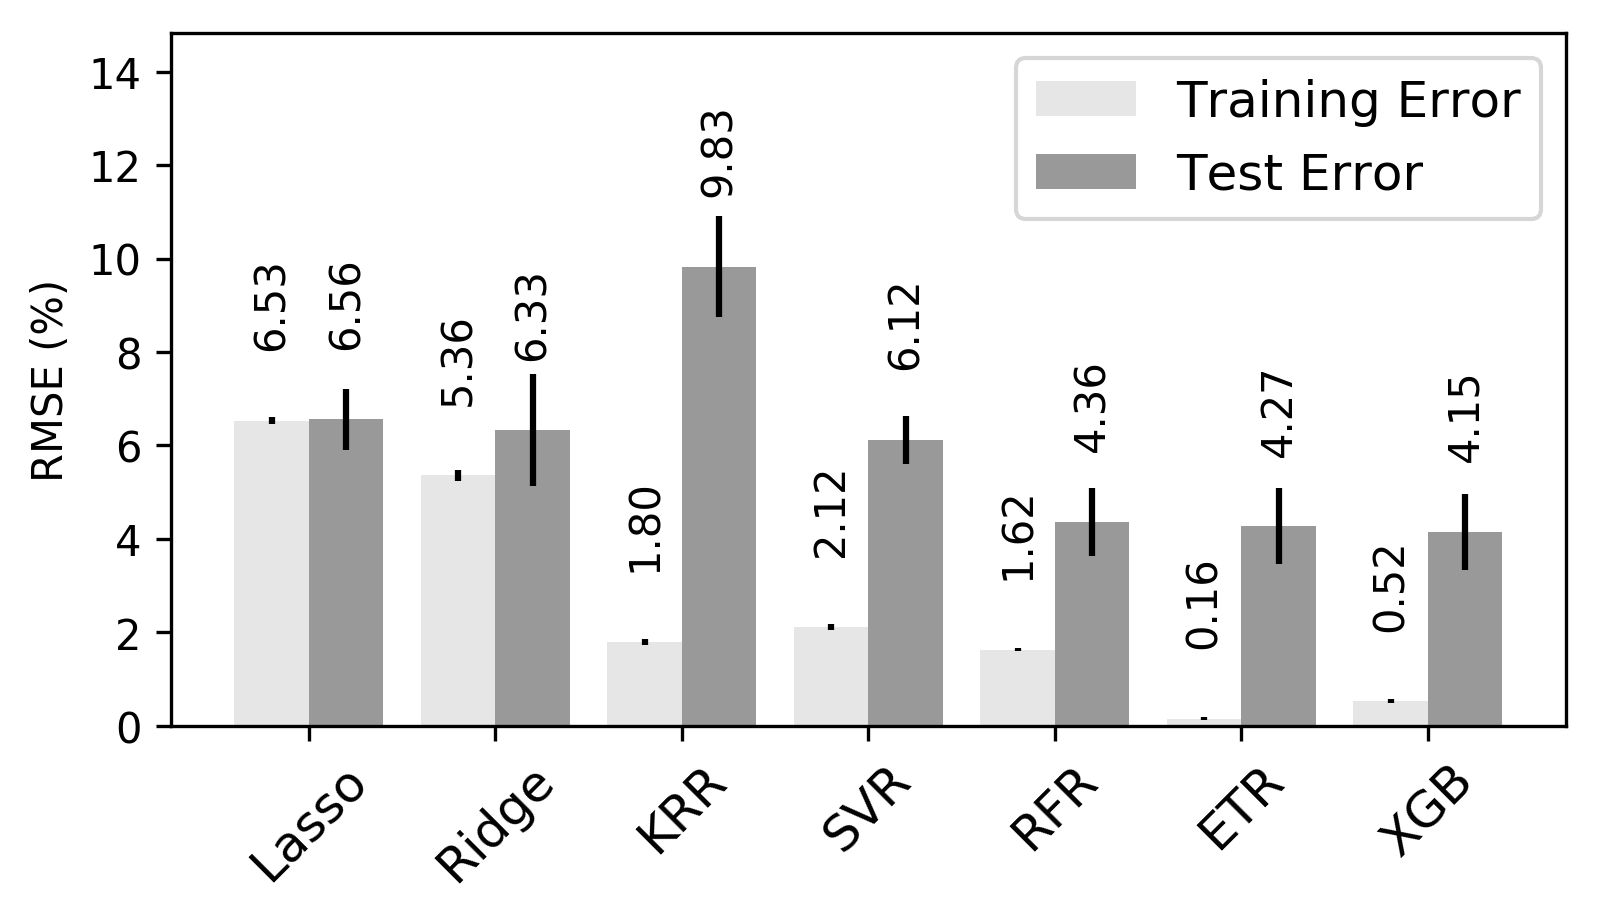 RMSE (%)
14
12
10
8
6
4
2
0
Training Error
Test Error
6.53
6.56
5.36
6.33
1.80
9.83
2.12
6.12
1.62
4.36
0.16
4.27
0.52
4.15
Lasso
Ridge
KRR
SVR
RFR
ETR
XGB